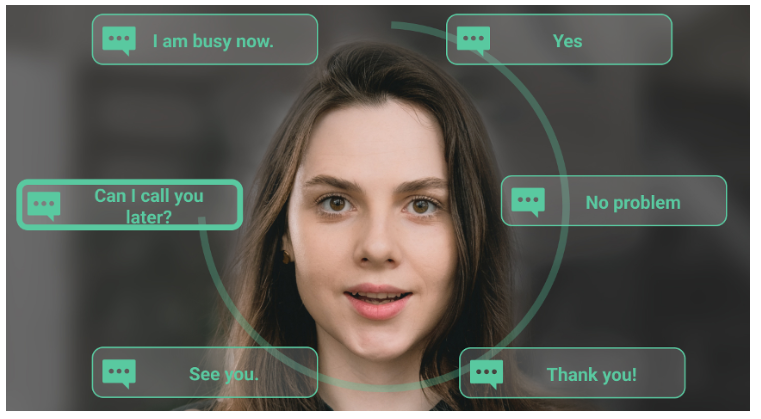 I am busy now.
Yes
Can I call you
later?
No problem
See you.
Thank you!